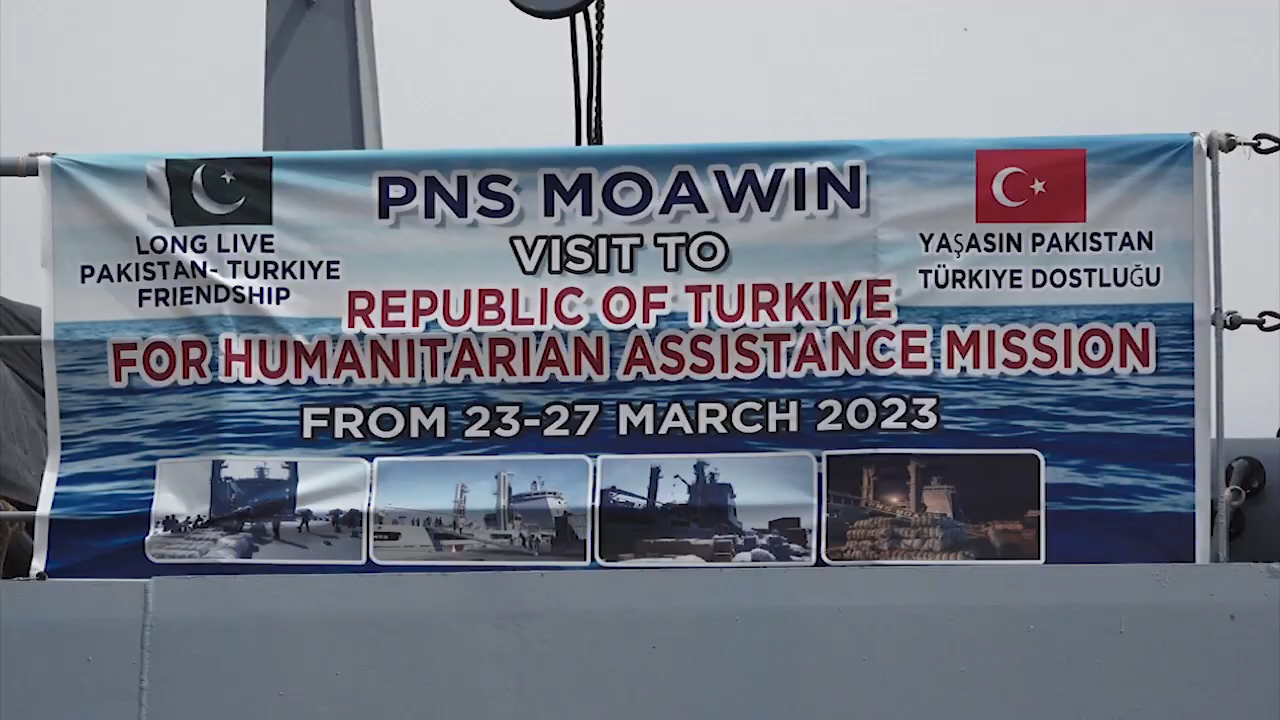 PNS MOAWIN
VISIT TO
REPUBLIC OF TURKIYE
FOR HUMANITARIAN ASSISTANCE MISSION
FROM 23-27 MARCH 2023
LONG LIVE
PAKISTAN- TURKIYE
FRIENDSHIP
YAŞASIN PAKISTAN
TÜRKIYE DOSTLUĞU